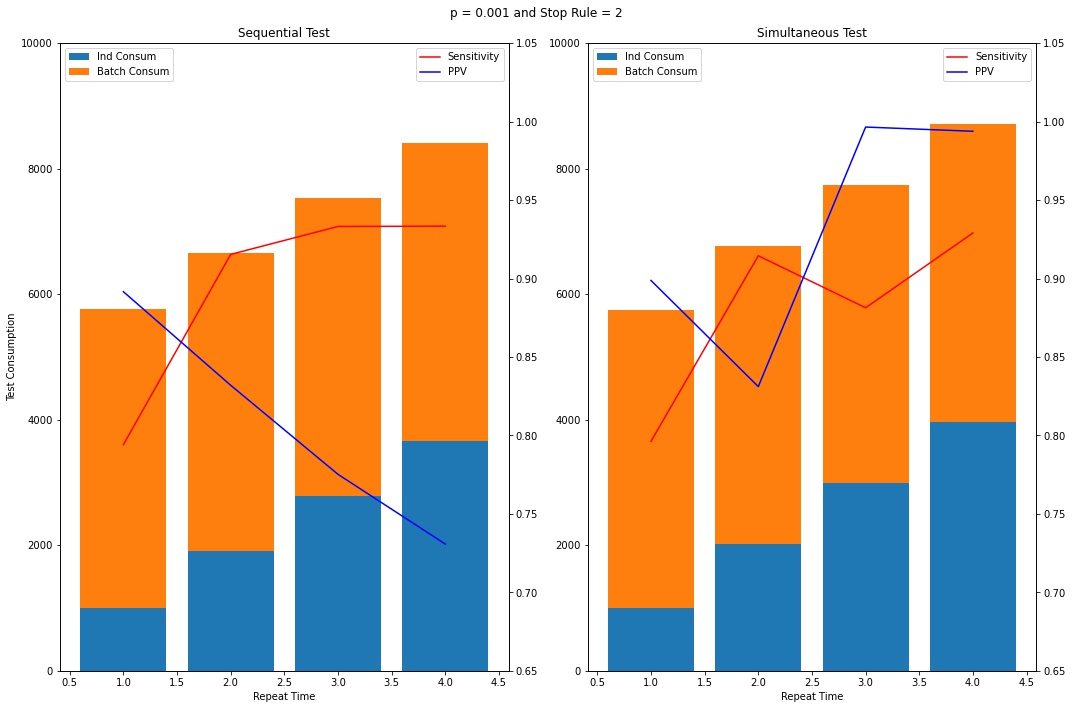 p = 0.001 and Stop Rule = 2
Sequential Test
Ind Consum
Batch Consum
Sensitivity
PPV
Test Consumption
10000
8000
6000
4000
2000
0
1.05
1.00
0.95
0.90
0.85
0.80
0.75
0.70
0.65
0.5 1.0 1.5 2.0 2.5 3.0 3.5 4.0 4.5
Repeat Time
Simultaneous Test
Ind Consum
Batch Consum
Sensitivity
PPV
10000
8000
6000
4000
2000
0
1.05
1.00
0.95
0.90
0.85
0.80
0.75
0.70
0.65
0.5 1.0 1.5 2.0 2.5 3.0 3.5 4.0 4.5
Repeat Time